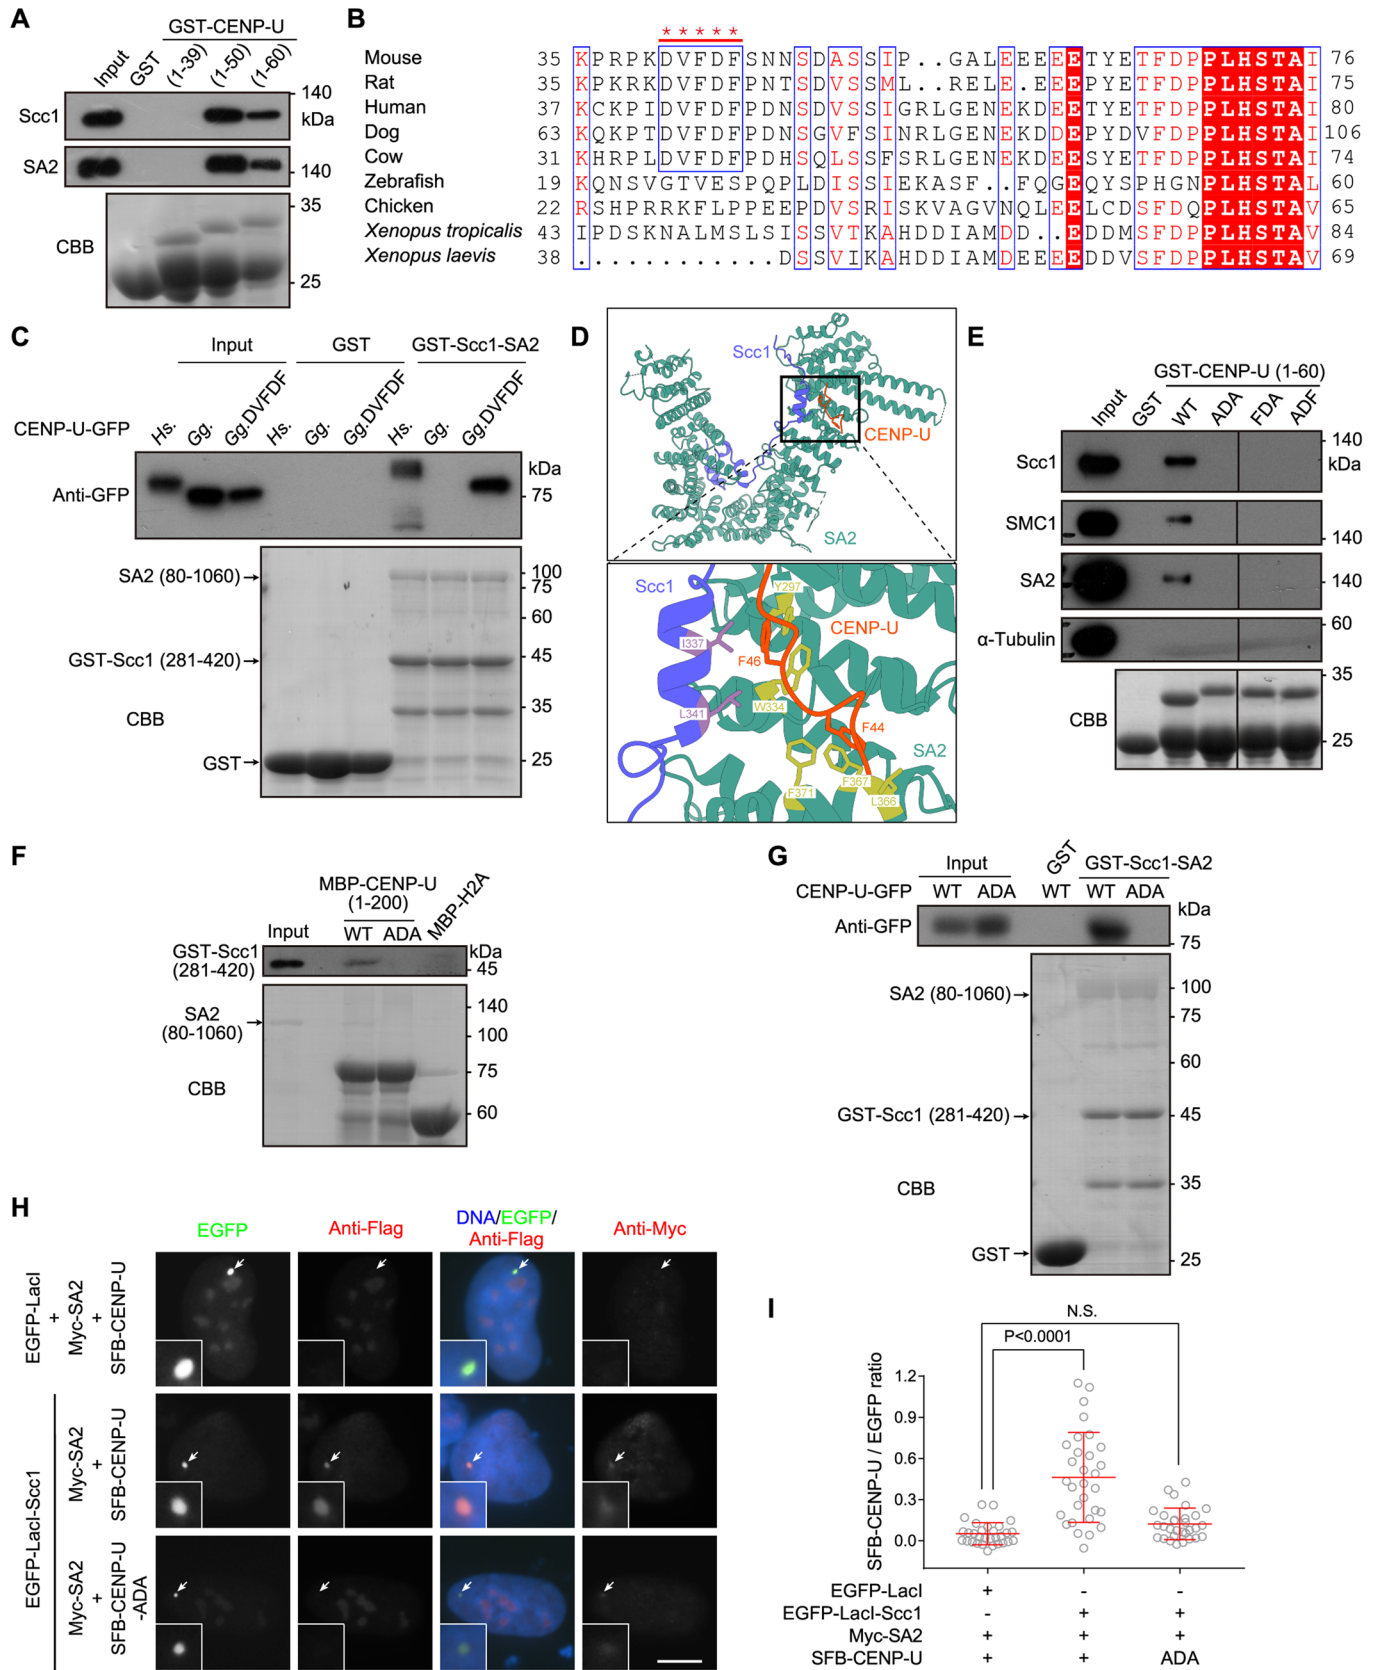 A
GST-CENP-U
Input
GST
(1-39)
(1-50)
(1-60)
Scc1
SA2
CBB
140
kDa
140
35
25
B
* * * * *
Mouse 35 KPRPKDVFDFSNNSDASSIP..GALEEEEETYETFDPPLHSTAI 76
Rat 35 KPKRKDVFDFPNTSDVSSML..RELE.EEEPYETFDPPLHSTAI 75
Human 37 KCKPIDVFDFPDNSDVSSIGRLGENEKDEETYETFDPPLHSTAI 80
Dog 63 KQKPTDVFDFPDNSGVFSINRLGENEKDDEPYDVFDPPLHSTAI 106
Cow 31 KHRPLDVFDFPDHSQLSSFSRLGENEKDEESYETFDPPLHSTAI 74
Zebrafish 19 KQNSVGTVESPQPLDISSIEKASF..FQGEQYSPHGNPLHSTAL 60
Chicken 22 RSHPRRKFLPPEEPDVSRISKVAGVNQLEELCDSFDQPLHSTAV 65
Xenopus tropicalis 43 IPDSKNALMSLSISSVTKAHDDIAMDD..EDDMSFDPPLHSTAV 84
Xenopus laevis 38 ............DSSVIKAHDDIAMDEEEDDVSFDPPLHSTAV 69
C
Input
GST
GST-Scc1-SA2
CENP-U-GFP
Hs.
Gg.
Gg.DVFDF
Hs.
Gg.
Gg.DVFDF
Hs.
Gg.
Gg.DVFDF
Anti-GFP
kDa
75
SA2 (80-1060)
GST-Scc1 (281-420)
CBB
GST
100
75
60
45
35
25
D
Scc1
CENP-U
SA2
Scc1
Y297
CENP-U
I337
F46
W334
L341
F44
SA2
F371
F367
L366
E
GST-CENP-U (1-60)
Input
GST
WT
ADA
FDA
ADF
Scc1
SMC1
SA2
α-Tubulin
CBB
140
kDa
140
140
60
35
25
F
MBP-CENP-U
(1-200)
MBP-H2A
Input
WT
ADA
GST-Scc1
(281-420)
kDa
45
SA2
(80-1060)
CBB
140
100
75
60
G
Input
GST
GST-Scc1-SA2
CENP-U-GFP
WT
ADA
WT
WT
ADA
Anti-GFP
kDa
75
SA2 (80-1060)
GST-Scc1 (281-420)
CBB
GST
100
75
60
45
35
25
H
EGFP
Anti-Flag
DNA/EGFP/
Anti-Flag
Anti-Myc
EGFP-LacI
+
Myc-SA2
+
SFB-CENP-U
EGFP-LacI-Scc1
Myc-SA2
+
SFB-CENP-U
Myc-SA2
+
SFB-CENP-U
-ADA
I
N.S.
P<0.0001
SFB-CENP-U / EGFP ratio
1.2
0.9
0.6
0.3
0.0
EGFP-LacI + - -
EGFP-LacI-Scc1 - + +
Myc-SA2 + + +
SFB-CENP-U + + ADA